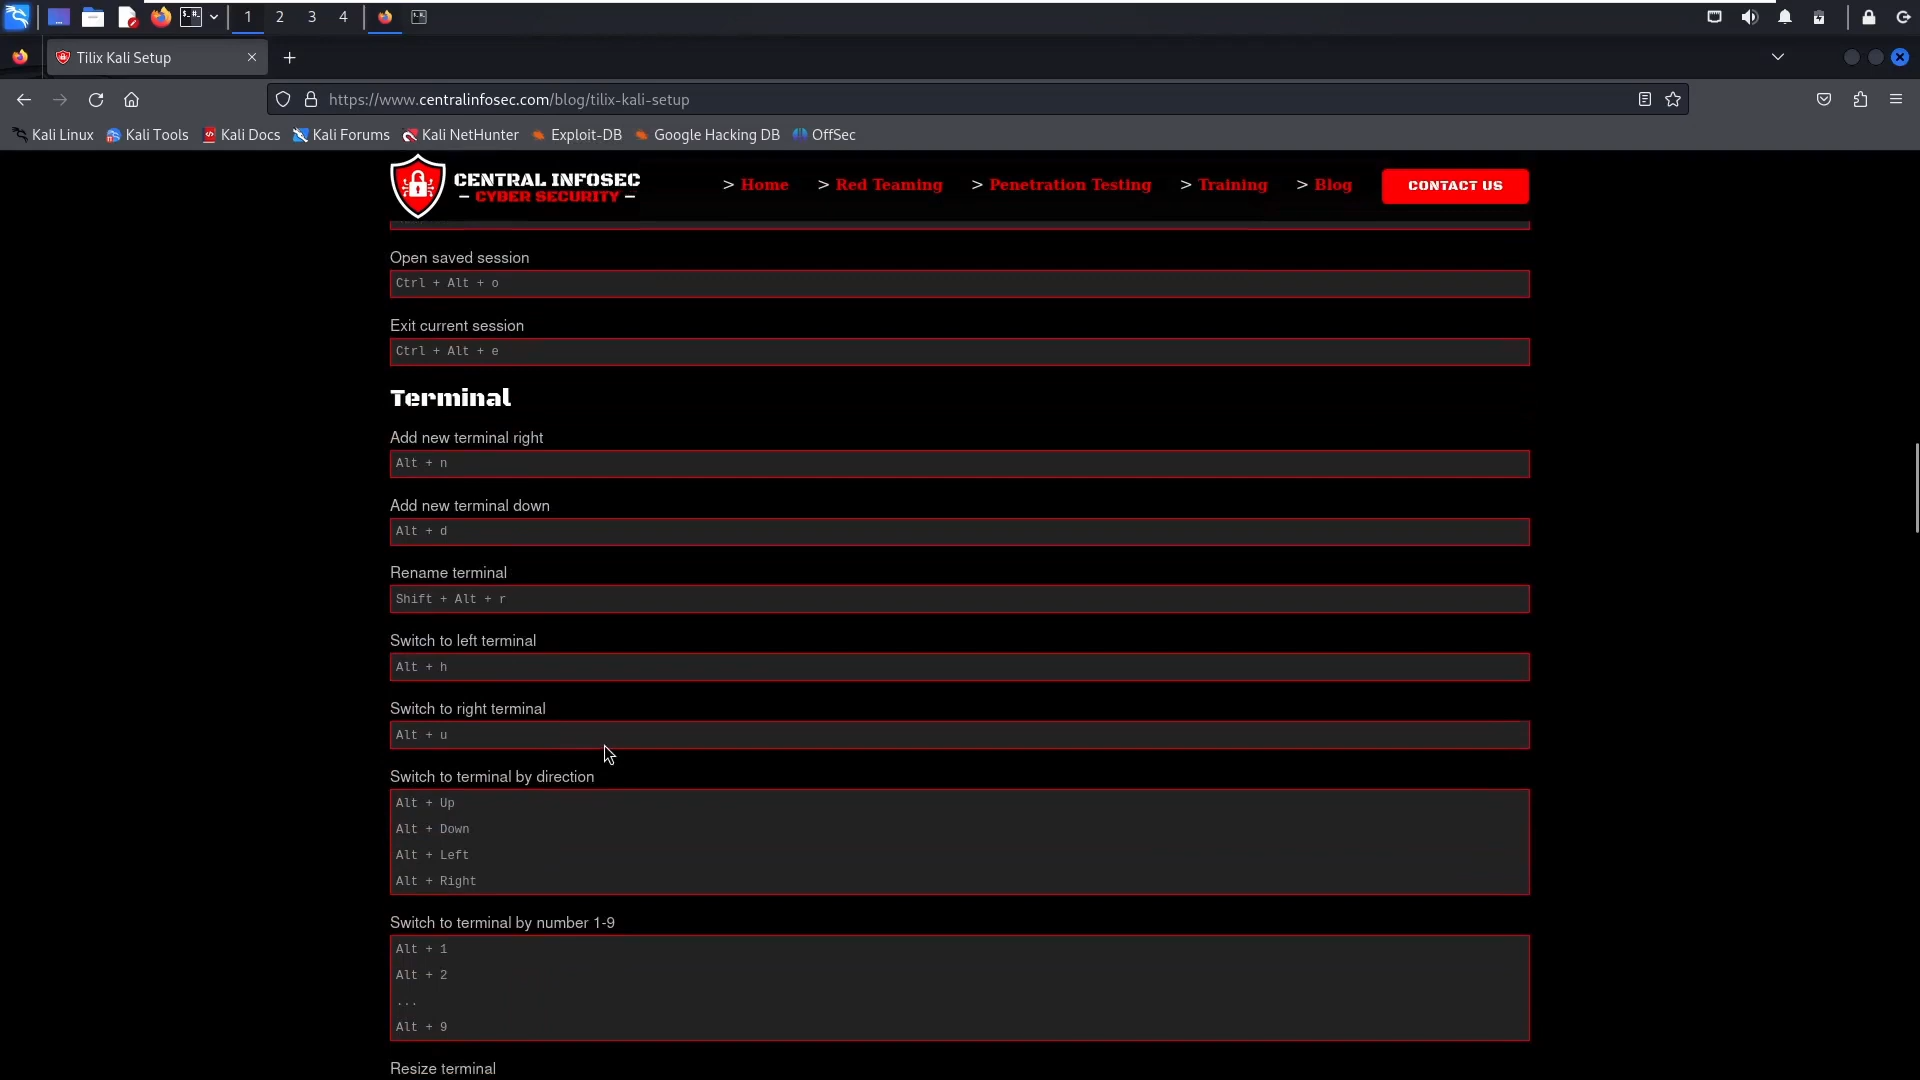 1 2 3 4
Tilix Kali Setup
https://www.centralinfosec.com/blog/tilix-kali-setup
Kali Linux Kali Tools Kali Docs Kali Forums Kali NetHunter Exploit-DB Google Hacking DB OffSec
CENTRAL INFOSEC
– CYBER SECURITY –
> Home > Red Teaming > Penetration Testing > Training > Blog CONTACT US
Open saved session
Ctrl + Alt + o
Exit current session
Ctrl + Alt + e
Terminal
Add new terminal right
Alt + n
Add new terminal down
Alt + d
Rename terminal
Shift + Alt + r
Switch to left terminal
Alt + h
Switch to right terminal
Alt + u
Switch to terminal by direction
Alt + Up
Alt + Down
Alt + Left
Alt + Right
Switch to terminal by number 1-9
Alt + 1
Alt + 2
...
Alt + 9
Resize terminal